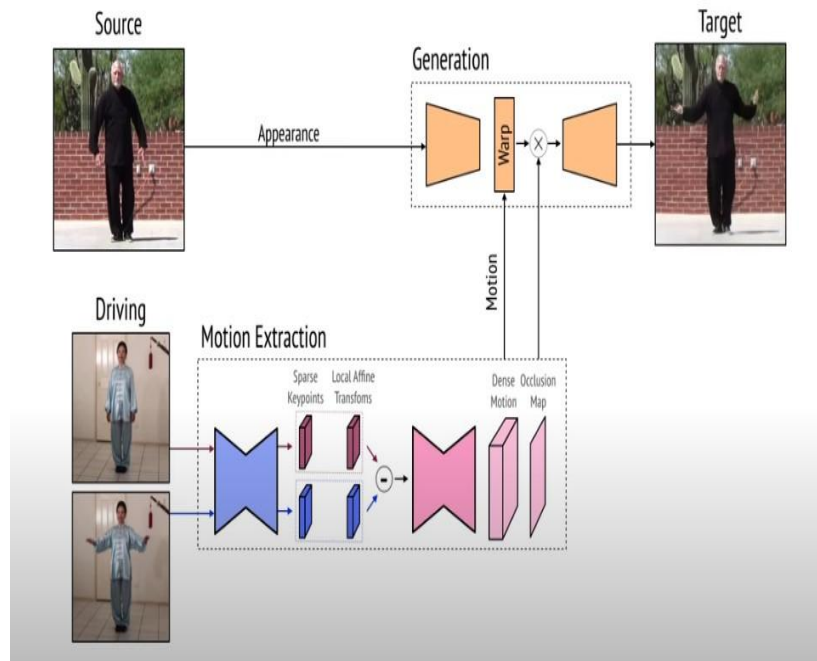 Source
Target
Generation
Appearance
Warp
Motion
Driving
Motion Extraction
Sparse
Keypoints
Local Affine
Transfoms
Dense
Motion
Occlusion
Map